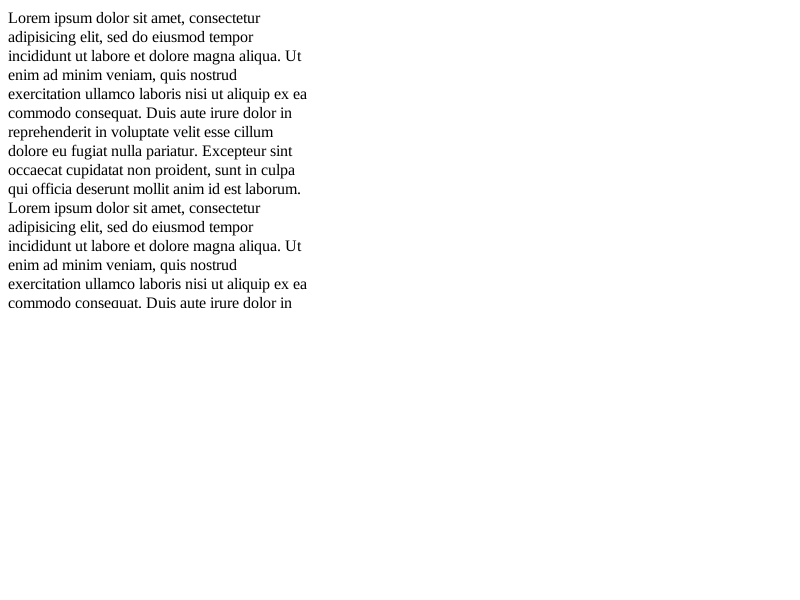 Lorem ipsum dolor sit amet, consectetur
adipisicing elit, sed do eiusmod tempor
incididunt ut labore et dolore magna aliqua. Ut
enim ad minim veniam, quis nostrud
exercitation ullamco laboris nisi ut aliquip ex ea
commodo consequat. Duis aute irure dolor in
reprehenderit in voluptate velit esse cillum
dolore eu fugiat nulla pariatur. Excepteur sint
occaecat cupidatat non proident, sunt in culpa
qui officia deserunt mollit anim id est laborum.
Lorem ipsum dolor sit amet, consectetur
adipisicing elit, sed do eiusmod tempor
incididunt ut labore et dolore magna aliqua. Ut
enim ad minim veniam, quis nostrud
exercitation ullamco laboris nisi ut aliquip ex ea
commodo consequat. Duis aute irure dolor in